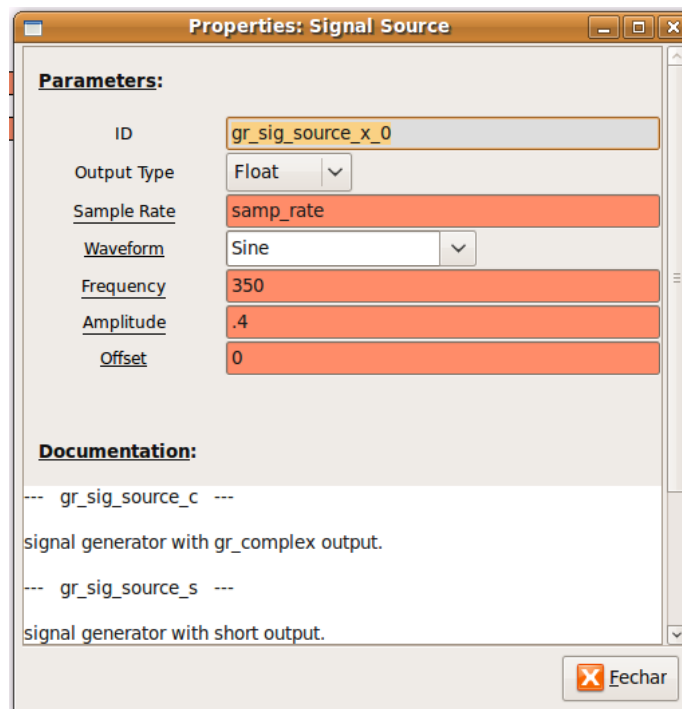 Properties: Signal Source
Parameters:
ID gr_sig_source_x_0
Output Type Float
Sample Rate samp_rate
Waveform Sine
Frequency 350
Amplitude .4
Offset 0
Documentation:
--- gr_sig_source_c ---
signal generator with gr_complex output.
--- gr_sig_source_s ---
signal generator with short output.
Fechar